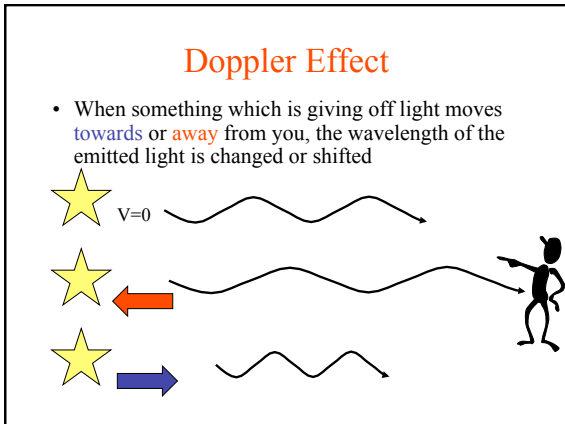 Doppler Effect
• When something which is giving off light moves
towards or away from you, the wavelength of the
emitted light is changed or shifted
V=0